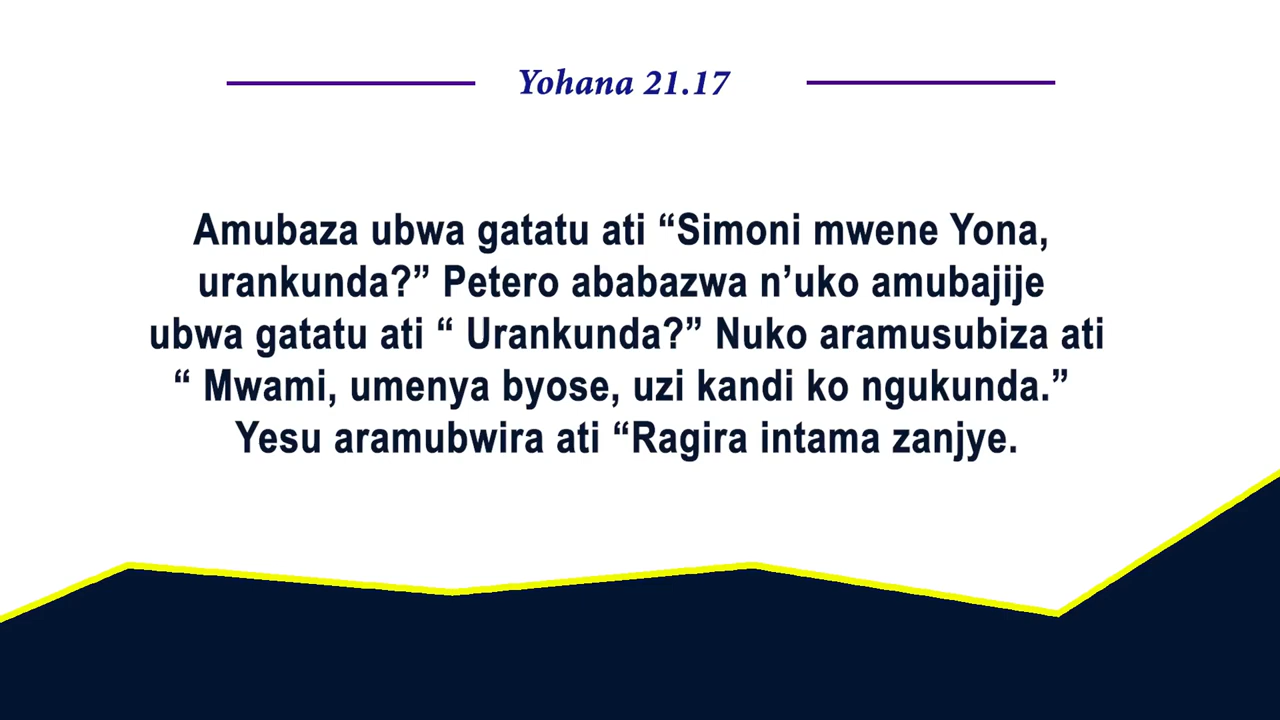 Yohana 21.17
Amubaza ubwa gatatu ati “Simoni mwene Yona,
urankunda?” Petero ababazwa n’uko amubajije
ubwa gatatu ati “ Urankunda?” Nuko aramusubiza ati
“ Mwami, umenya byose, uzi kandi ko ngukunda.”
Yesu aramubwira ati “Ragira intama zanjye.